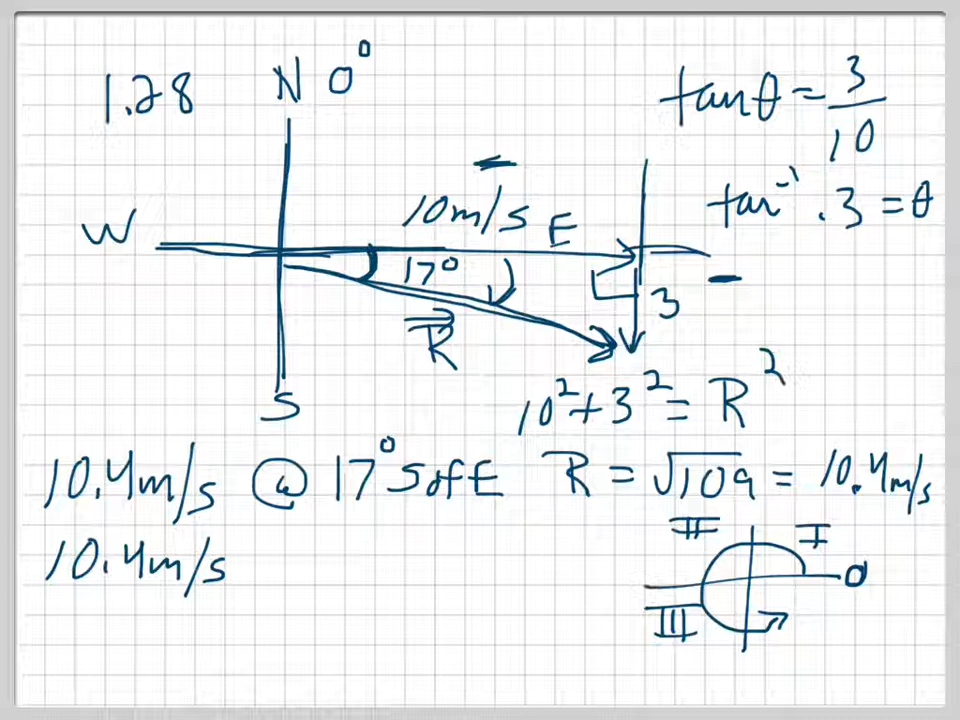 1.28 N 0°
tanθ = 3/10
tan⁻¹ .3 = θ
W 10m/s E
17° 3
R
S
10² + 3² = R²
10.4m/s @ 17° S of E R = √109 = 10.4m/s
10.4m/s
II I
0
III